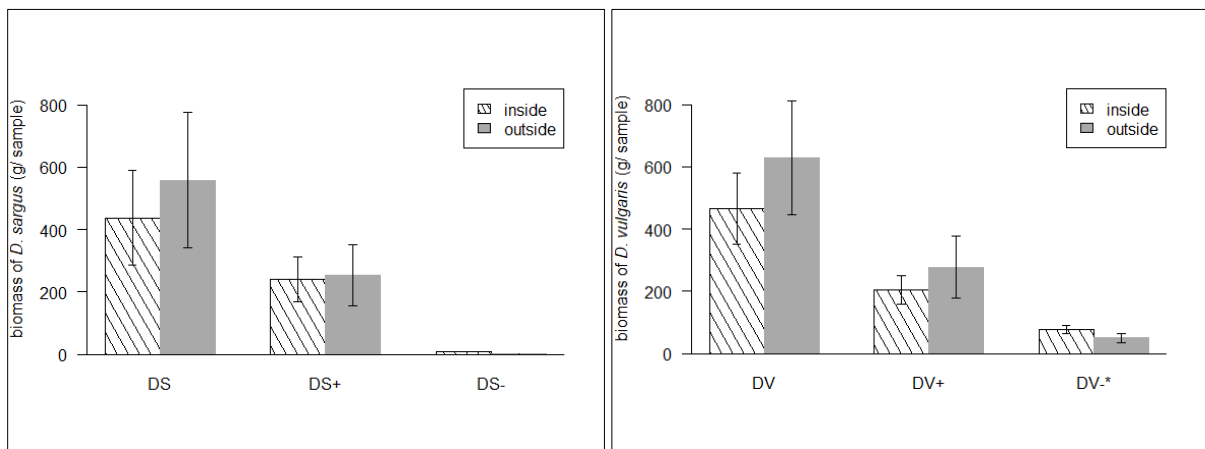 biomass of D. sargus (g/ sample)
800
600
400
200
0
inside
outside
DS
DS+
DS-
biomass of D. vulgaris (g/ sample)
800
600
400
200
0
inside
outside
DV
DV+
DV-*